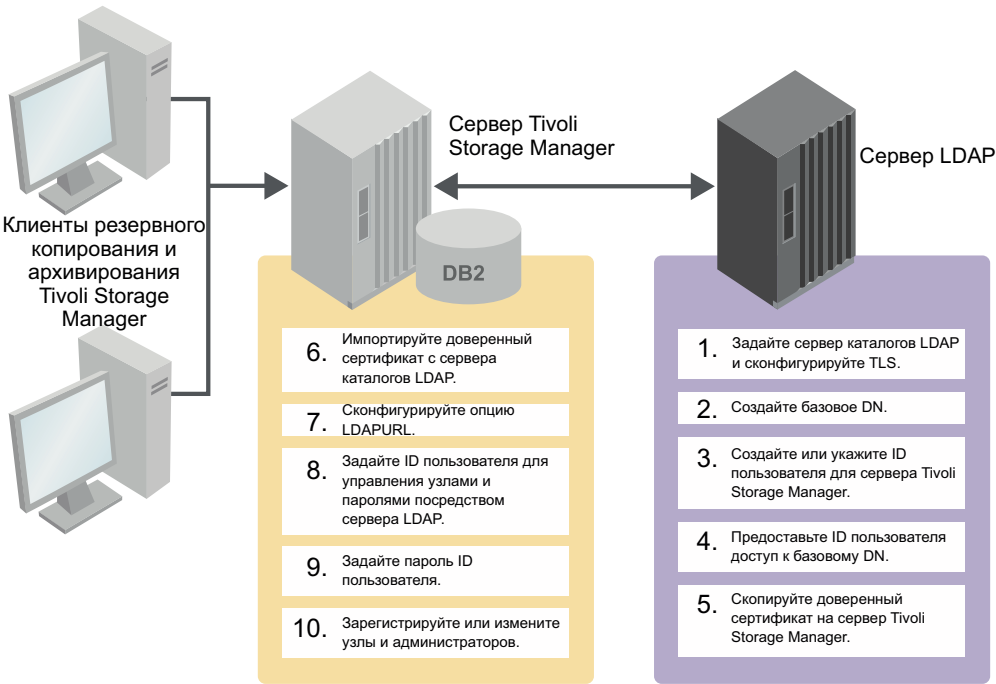 Клиенты резервного
копирования и
архивирования
Tivoli Storage
Manager
Сервер Tivoli
Storage Manager
Сервер LDAP
DB2
6. Импортируйте доверенный
сертификат с сервера
каталогов LDAP.
7. Сконфигурируйте опцию
LDAPURL.
8. Задайте ID пользователя для
управления узлами и
паролями посредством
сервера LDAP.
9. Задайте пароль ID
пользователя.
10. Зарегистрируйте или измените
узлы и администраторов.
1. Задайте сервер каталогов LDAP
и сконфигурируйте TLS.
2. Создайте базовое DN.
3. Создайте или укажите ID
пользователя для сервера Tivoli
Storage Manager.
4. Предоставьте ID пользователя
доступ к базовому DN.
5. Скопируйте доверенный
сертификат на сервер Tivoli
Storage Manager.